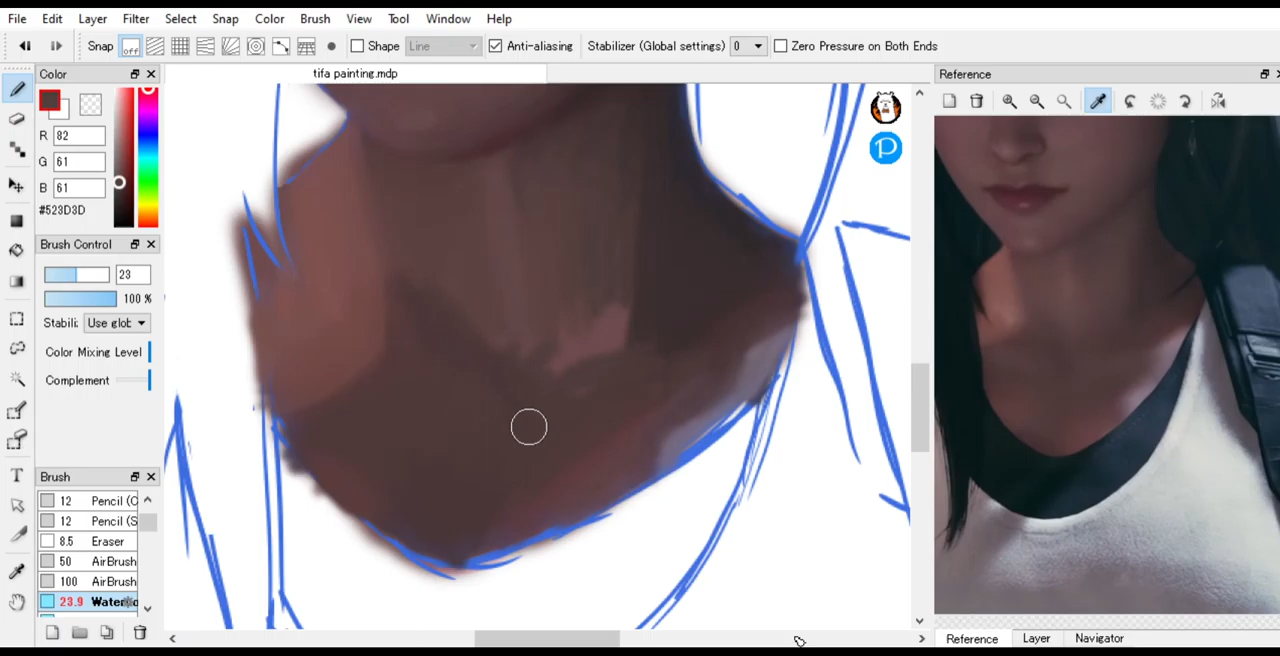 File Edit Layer Filter Select Snap Color Brush View Tool Window Help
Snap off Shape Line Anti-aliasing Stabilizer (Global settings) 0 Zero Pressure on Both Ends
Color
tifa painting.mdp
Reference
R 82
G 61
B 61
#523D3D
Brush Control
23
100 %
Stabili: Use glob
Color Mixing Level
Complement
Brush
12 Pencil (C
12 Pencil (S
8.5 Eraser
50 AirBrush
100 AirBrush
23.9
T
P
Reference Layer Navigator